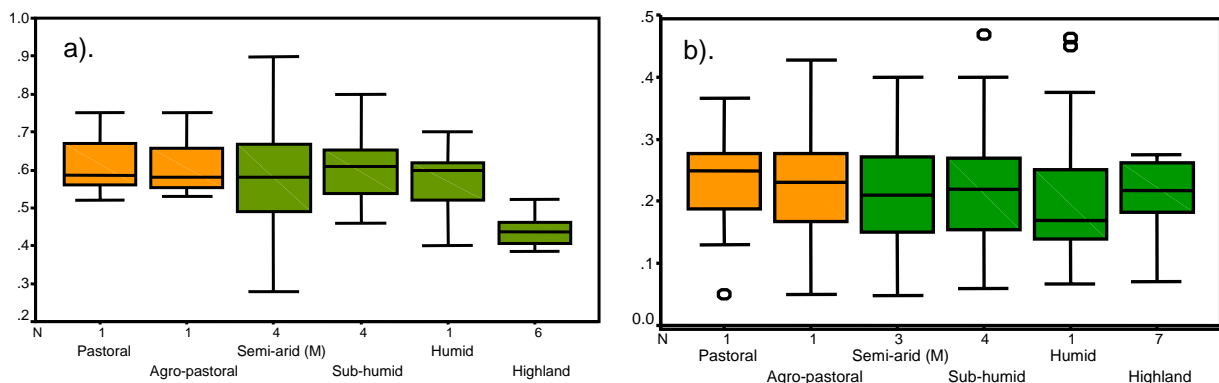 a).
1.0
.9
.8
.7
.6
.5
.4
.3
.2
N 1 1 4 4 1 6
Pastoral Semi-arid (M) Humid
Agro-pastoral Sub-humid Highland
b).
.5
.4
.3
.2
.1
0.0
N 1 1 3 4 1 7
Pastoral Semi-arid (M) Humid
Agro-pastoral Sub-humid Highland